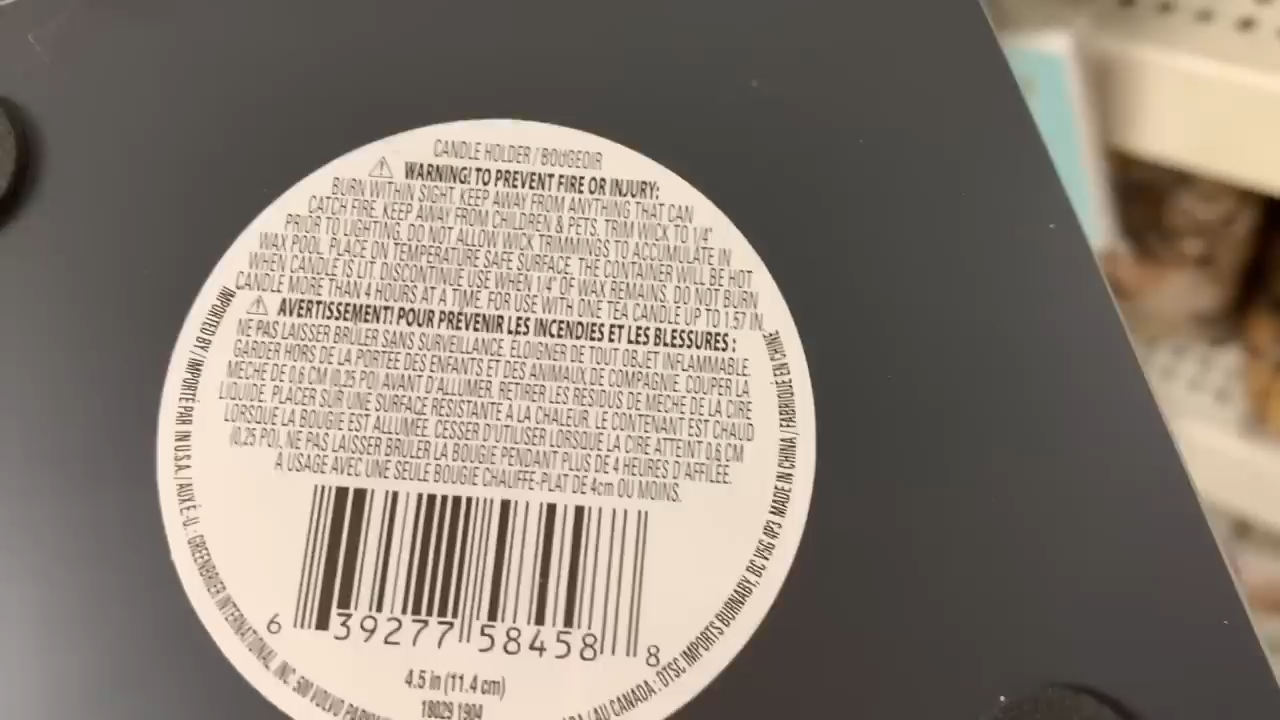 CANDLE HOLDER / BOUGEOIR
WARNING! TO PREVENT FIRE OR INJURY:
BURN WITHIN SIGHT. KEEP AWAY FROM ANYTHING THAT CAN
CATCH FIRE. KEEP AWAY FROM CHILDREN & PETS. TRIM WICK TO 1/4"
PRIOR TO LIGHTING. DO NOT ALLOW WICK TRIMMINGS TO ACCUMULATE IN
WAX POOL. PLACE ON TEMPERATURE SAFE SURFACE. THE CONTAINER WILL BE HOT
WHEN CANDLE IS LIT. DISCONTINUE USE WHEN 1/4" OF WAX REMAINS. DO NOT BURN
CANDLE MORE THAN 4 HOURS AT A TIME. FOR USE WITH ONE TEA CANDLE UP TO 1.57 IN.
AVERTISSEMENT! POUR PRÉVENIR LES INCENDIES ET LES BLESSURES :
NE PAS LAISSER BRÛLER SANS SURVEILLANCE. ÉLOIGNER DE TOUT OBJET INFLAMMABLE.
GARDER HORS DE LA PORTÉE DES ENFANTS ET DES ANIMAUX DE COMPAGNIE. COUPER LA
MÈCHE DE 0,6 CM (0,25 PO) AVANT D'ALLUMER. RETIRER LES RÉSIDUS DE MÈCHE DE LA CIRE
LIQUIDE. PLACER SUR UNE SURFACE RÉSISTANTE À LA CHALEUR. LE CONTENANT EST CHAUD
LORSQUE LA BOUGIE EST ALLUMÉE. CESSER D'UTILISER LORSQUE LA CIRE ATTEINT 0,6 CM
(0,25 PO). NE PAS LAISSER BRÛLER LA BOUGIE PENDANT PLUS DE 4 HEURES D'AFFILÉE.
À USAGE AVEC UNE SEULE BOUGIE CHAUFFE-PLAT DE 4cm OU MOINS.
6 39277 58458 8
4.5 in (11.4 cm)
18029 1904
IMPORTED BY / IMPORTÉ PAR IN U.S.A. / AUX É.-U. : GREENBRIER INTERNATIONAL, INC. 500 VOLVO
/ AU CANADA : DTSC IMPORTS BURNABY, BC V5G 4P3 MADE IN CHINA / FABRIQUÉ EN CHINE